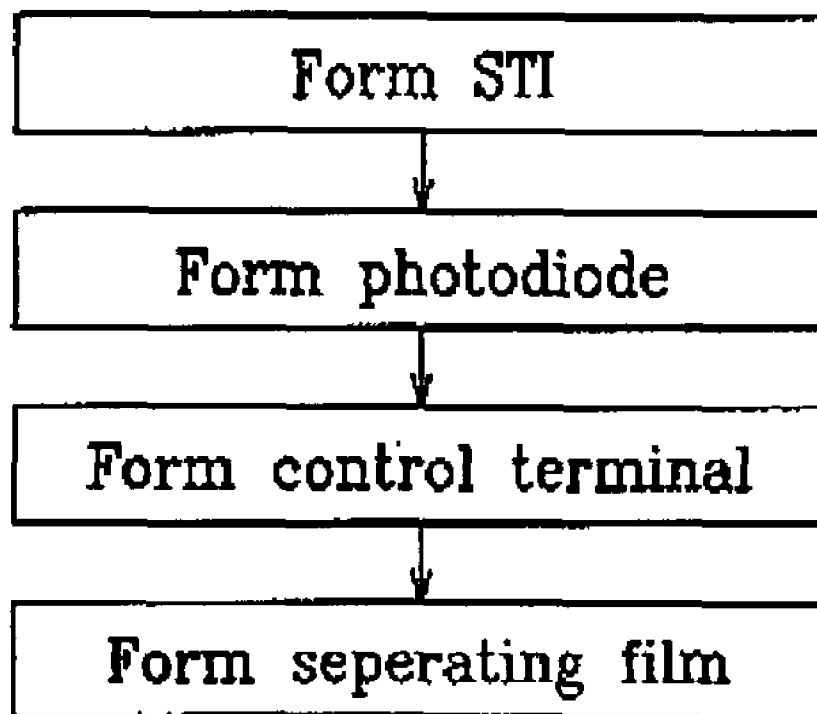 Form STI
Form photodiode
Form control terminal
Form seperating film